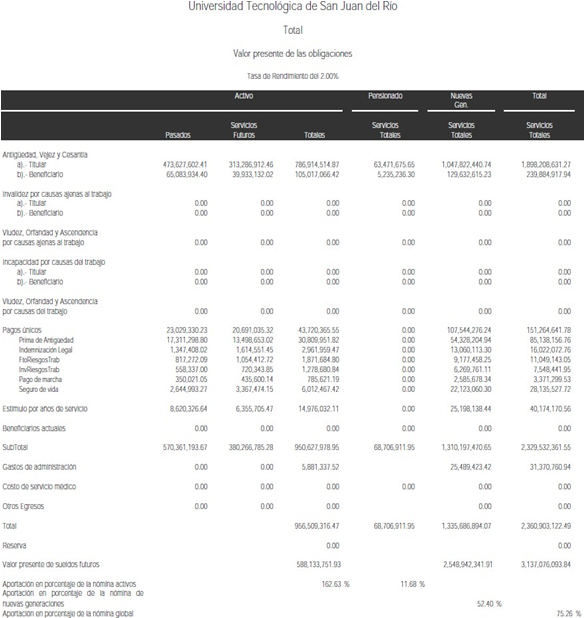 Universidad Tecnológica de San Juan del Río
Total
Valor presente de las obligaciones
Tasa de Rendimiento del 2.00%
Activo Pensionado Nuevas Gen. Total
Pasados Servicios Futuros Totales Servicios Totales Servicios Totales Servicios Totales
Antigüedad, Vejez y Cesantía
a).- Titular 473,627,602.41 313,286,912.46 786,914,514.87 63,471,675.65 1,047,822,440.74 1,898,208,631.27
b).- Beneficiario 65,083,934.40 39,933,132.02 105,017,066.42 5,235,236.30 129,632,615.23 239,884,917.94
Invalidez por causas ajenas al trabajo
a).- Titular 0.00 0.00 0.00 0.00 0.00 0.00
b).- Beneficiario 0.00 0.00 0.00 0.00 0.00 0.00
Viudez, Orfandad y Ascendencia
por causas ajenas al trabajo 0.00 0.00 0.00 0.00 0.00 0.00
Incapacidad por causas del trabajo
a).- Titular 0.00 0.00 0.00 0.00 0.00 0.00
b).- Beneficiario 0.00 0.00 0.00 0.00 0.00 0.00
Viudez, Orfandad y Ascendencia
por causas del trabajo 0.00 0.00 0.00 0.00 0.00 0.00
Pagos únicos 23,029,330.23 20,691,035.32 43,720,365.55 0.00 107,544,276.24 151,264,641.78
Prima de Antigüedad 17,311,298.80 13,498,653.02 30,809,951.82 0.00 54,328,204.94 85,138,156.76
Indemnización Legal 1,347,408.02 1,614,551.45 2,961,959.47 0.00 13,060,113.30 16,022,072.76
FtoRiesgosTrab 817,272.09 1,054,412.72 1,871,684.80 0.00 9,177,458.25 11,049,143.05
InvRiesgosTrab 558,337.00 720,343.85 1,278,680.84 0.00 6,269,761.11 7,548,441.95
Pago de marcha 350,021.05 435,600.14 785,621.19 0.00 2,585,678.34 3,371,299.53
Seguro de vida 2,644,993.27 3,367,474.15 6,012,467.42 0.00 22,123,060.30 28,135,527.72
Estímulo por años de servicio 8,620,326.64 6,355,705.47 14,976,032.11 0.00 25,198,138.44 40,174,170.56
Beneficiarios actuales 0.00 0.00 0.00 0.00 0.00 0.00
SubTotal 570,361,193.67 380,266,785.28 950,627,978.95 68,706,911.95 1,310,197,470.65 2,329,532,361.55
Gastos de administración 0.00 0.00 5,881,337.52 25,489,423.42 31,370,760.94
Costo de servicio médico 0.00 0.00 0.00 0.00 0.00 0.00
Otros Egresos 0.00 0.00 0.00 0.00 0.00
Total 956,509,316.47 68,706,911.95 1,335,686,894.07 2,360,903,122.49
Reserva 0.00 0.00
Valor presente de sueldos futuros 588,133,751.93 2,548,942,341.91 3,137,076,093.84
Aportación en porcentaje de la nómina activos 162.63 % 11.68 %
Aportación en porcentaje de la nómina de
nuevas generaciones 52.40 %
Aportación en porcentaje de la nómina global 75.26 %